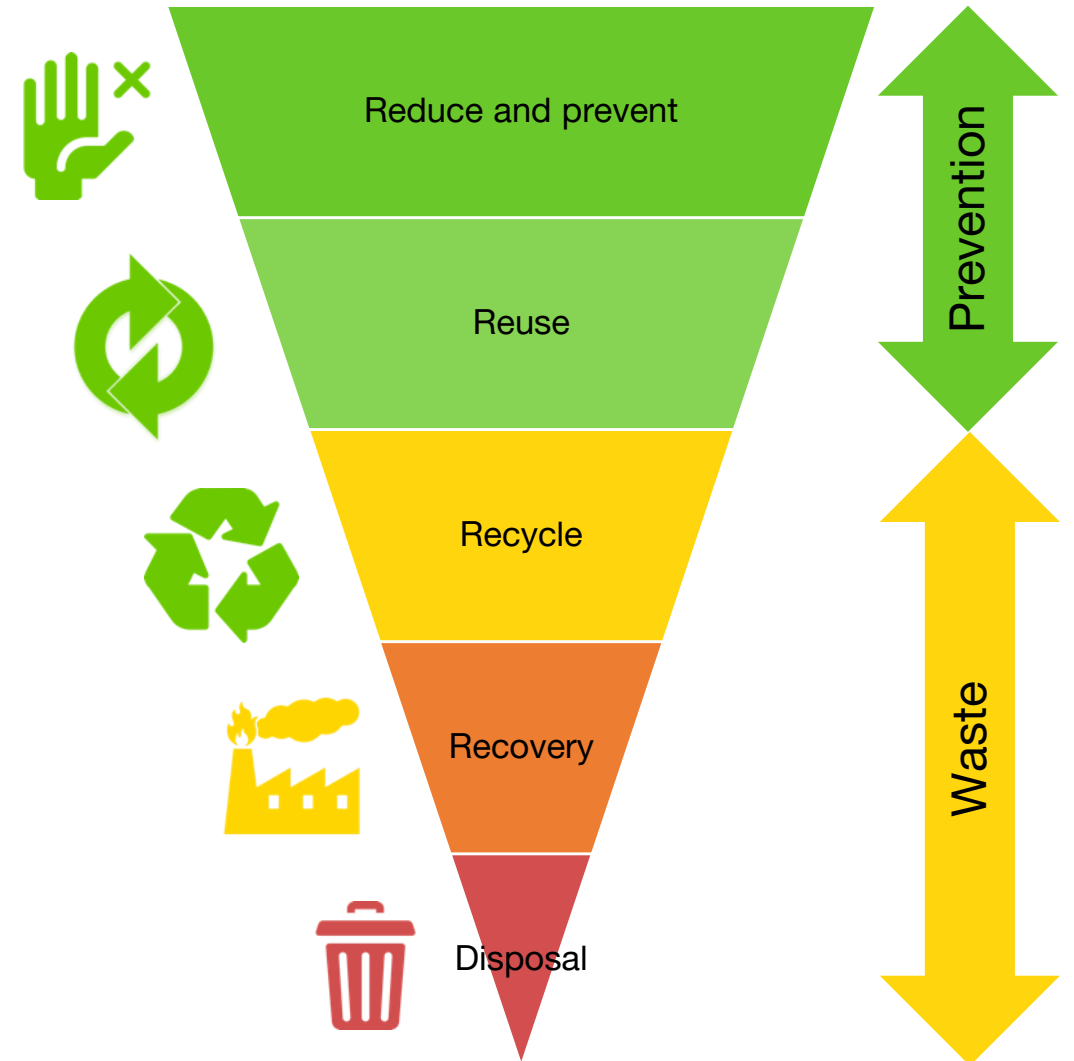 Reduce and prevent
Reuse
Recycle
Recovery
Disposal
Prevention
Waste